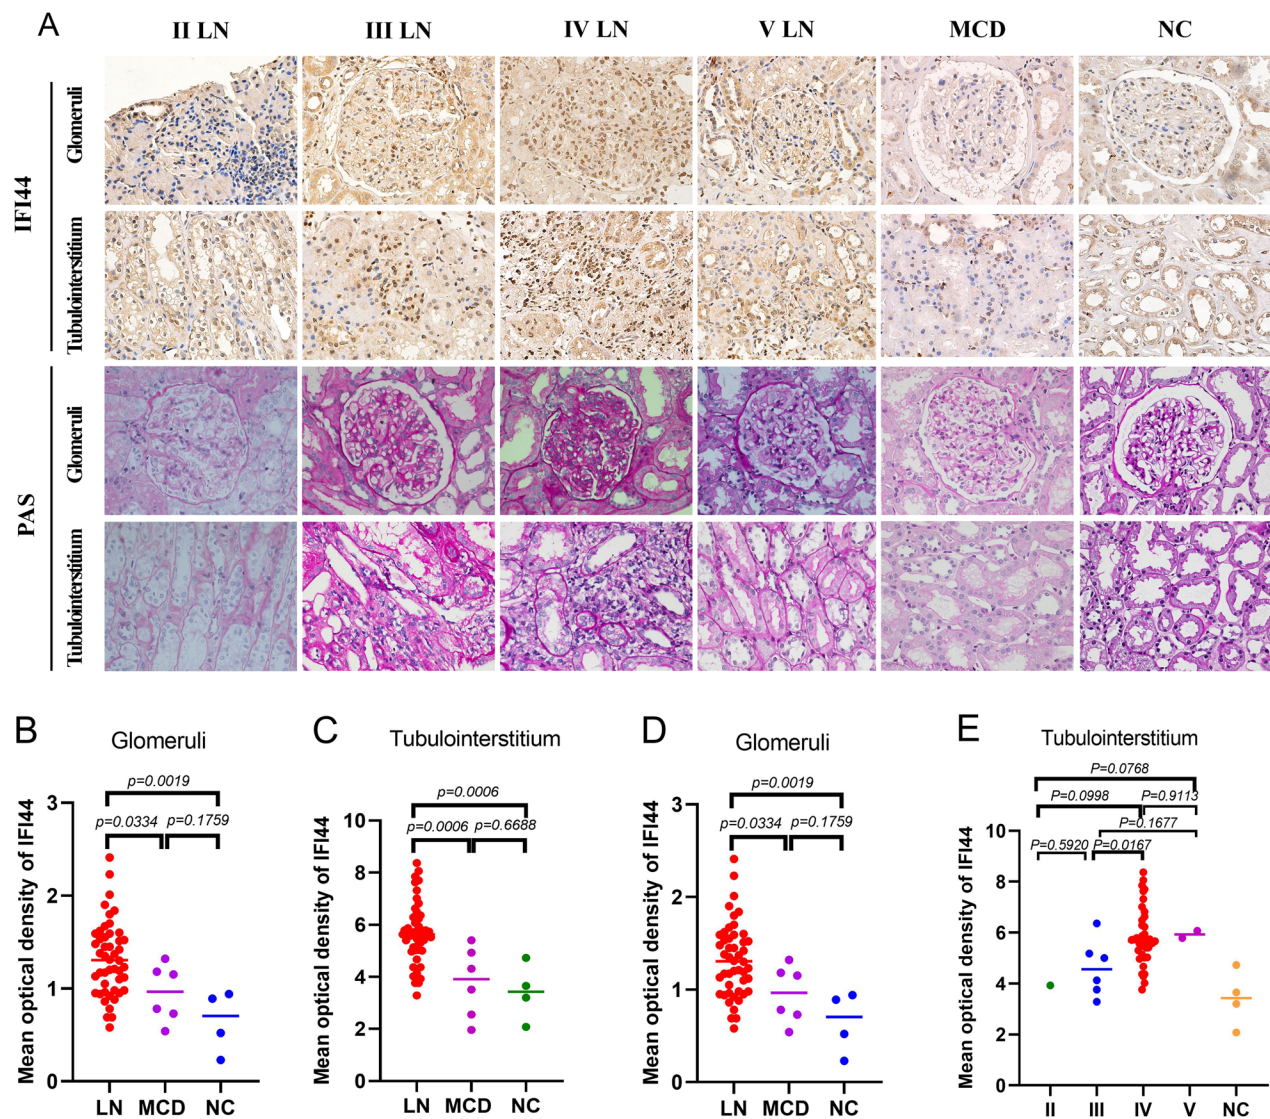 A
II LN III LN IV LN V LN MCD NC
IFI44
Glomeruli
Tubulointerstitium
PAS
Glomeruli
Tubulointerstitium
B
Glomeruli
p=0.0019
p=0.0334 p=0.1759
Mean optical density of IFI44
3
2
1
0
LN MCD NC
C
Tubulointerstitium
p=0.0006
p=0.0006 p=0.6688
Mean optical density of IFI44
10
8
6
4
2
0
LN MCD NC
D
Glomeruli
p=0.0019
p=0.0334 p=0.1759
Mean optical density of IFI44
3
2
1
0
LN MCD NC
E
Tubulointerstitium
P=0.0768
P=0.0998 P=0.9113
P=0.1677
P=0.5920 P=0.0167
Mean optical density of IFI44
10
8
6
4
2
0
II III IV V NC